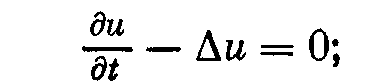 ∂u/∂t − Δu = 0;